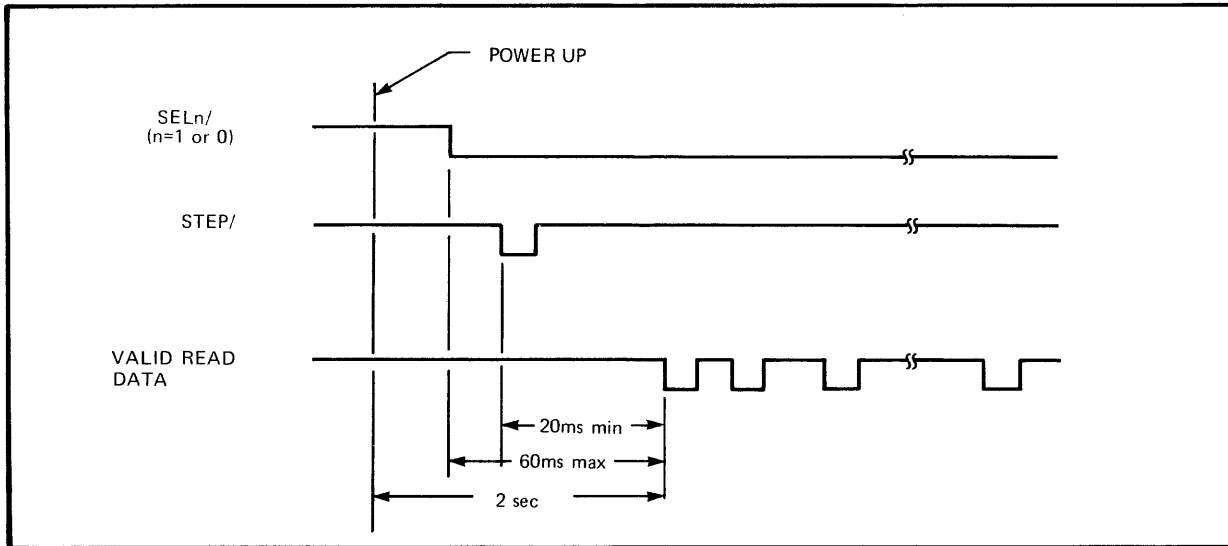 POWER UP
SELn/
(n=1 or 0)
STEP/
VALID READ
DATA
20ms min
60ms max
2 sec